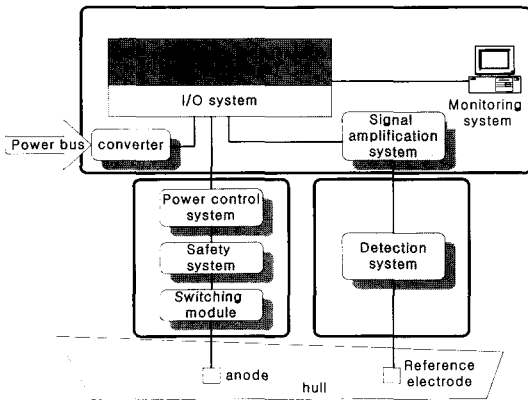 I/O system
Monitoring
system
Signal
amplification
system
Power bus
converter
Power control
system
Safety
system
Switching
module
Detection
system
anode
hull
Reference
electrode